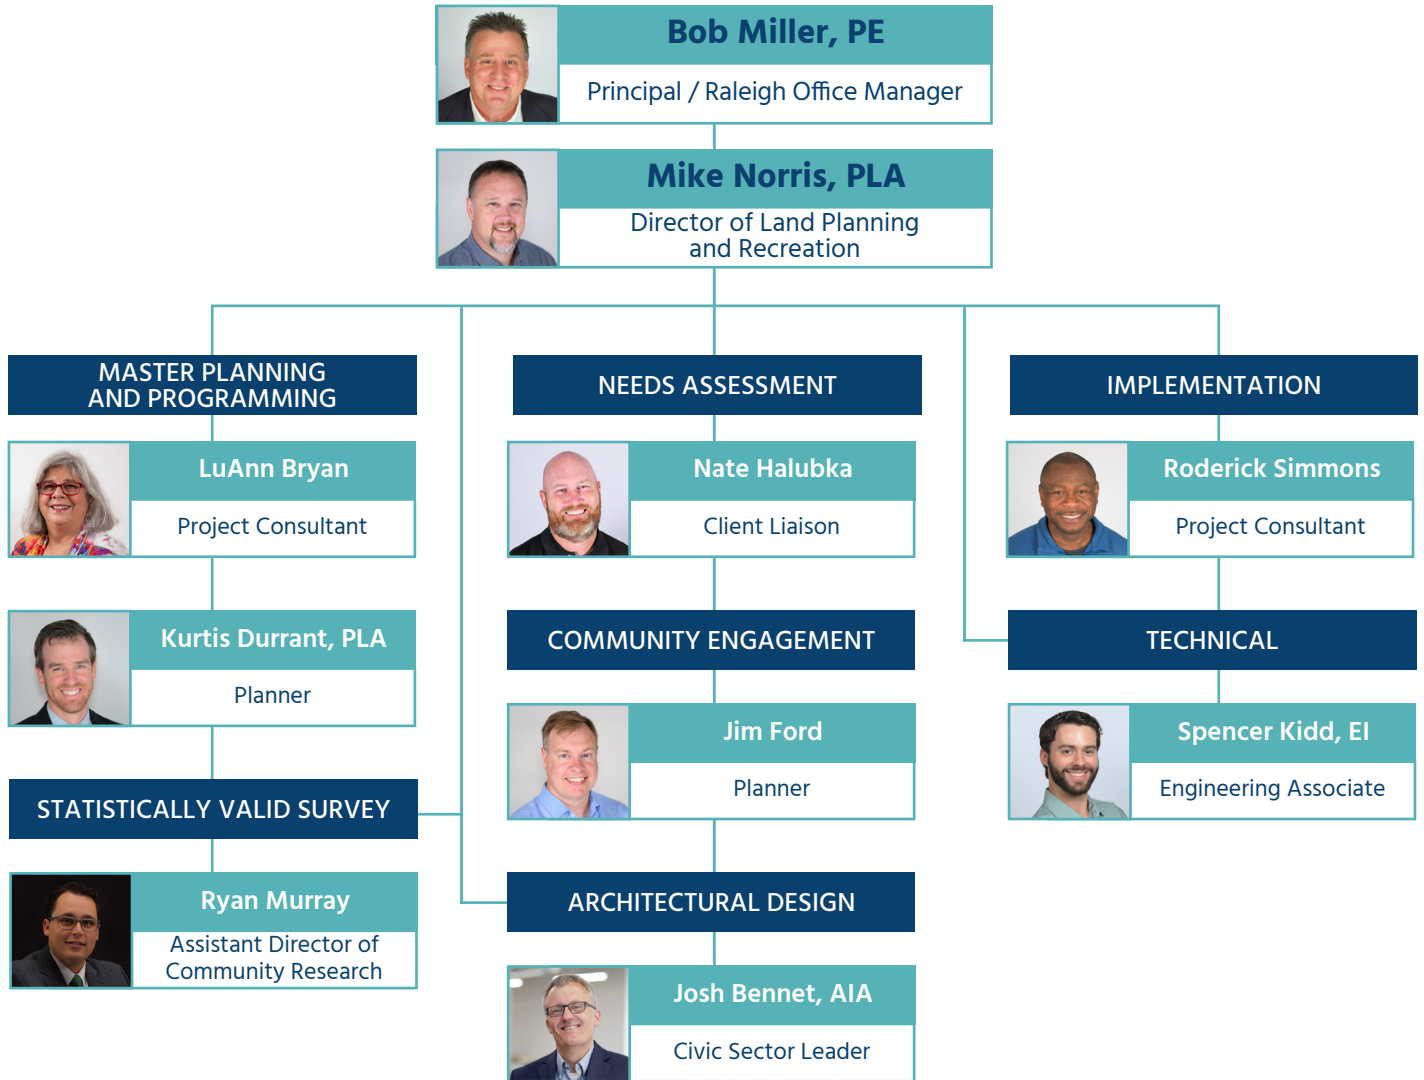 Bob Miller, PE
Principal / Raleigh Office Manager
Mike Norris, PLA
Director of Land Planning
and Recreation
MASTER PLANNING
AND PROGRAMMING
LuAnn Bryan
Project Consultant
Kurtis Durrant, PLA
Planner
STATISTICALLY VALID SURVEY
Ryan Murray
Assistant Director of
Community Research
NEEDS ASSESSMENT
Nate Halubka
Client Liaison
COMMUNITY ENGAGEMENT
Jim Ford
Planner
ARCHITECTURAL DESIGN
Josh Bennet, AIA
Civic Sector Leader
IMPLEMENTATION
Roderick Simmons
Project Consultant
TECHNICAL
Spencer Kidd, EI
Engineering Associate